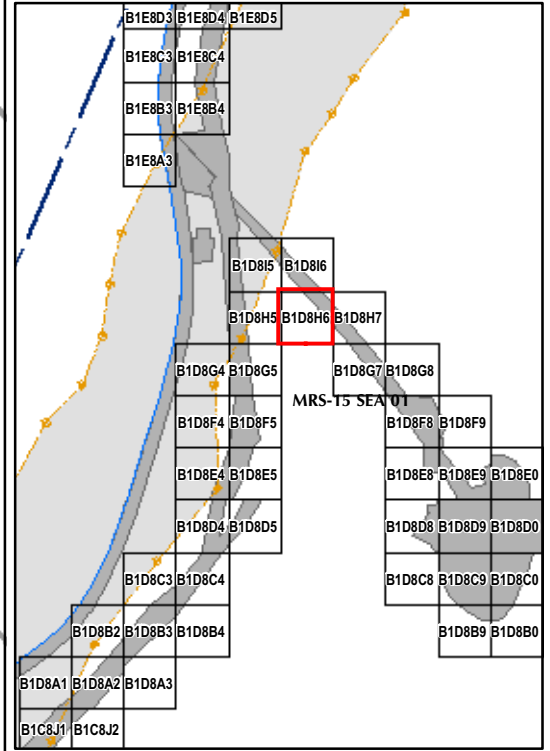 B1E8D3 B1E8D4 B1E8D5
B1E8C3 B1E8C4
B1E8B3 B1E8B4
B1E8A3
B1D8I5 B1D8I6
B1D8H5 B1D8H6 B1D8H7
B1D8G4 B1D8G5 B1D8G7 B1D8G8
MRS-15 SEA 01
B1D8F4 B1D8F5 B1D8F8 B1D8F9
B1D8E4 B1D8E5 B1D8E8 B1D8E9 B1D8E0
B1D8D4 B1D8D5 B1D8D8 B1D8D9 B1D8D0
B1D8C3 B1D8C4 B1D8C8 B1D8C9 B1D8C0
B1D8B2 B1D8B3 B1D8B4 B1D8B9 B1D8B0
B1D8A1 B1D8A2 B1D8A3
B1C8J1 B1C8J2